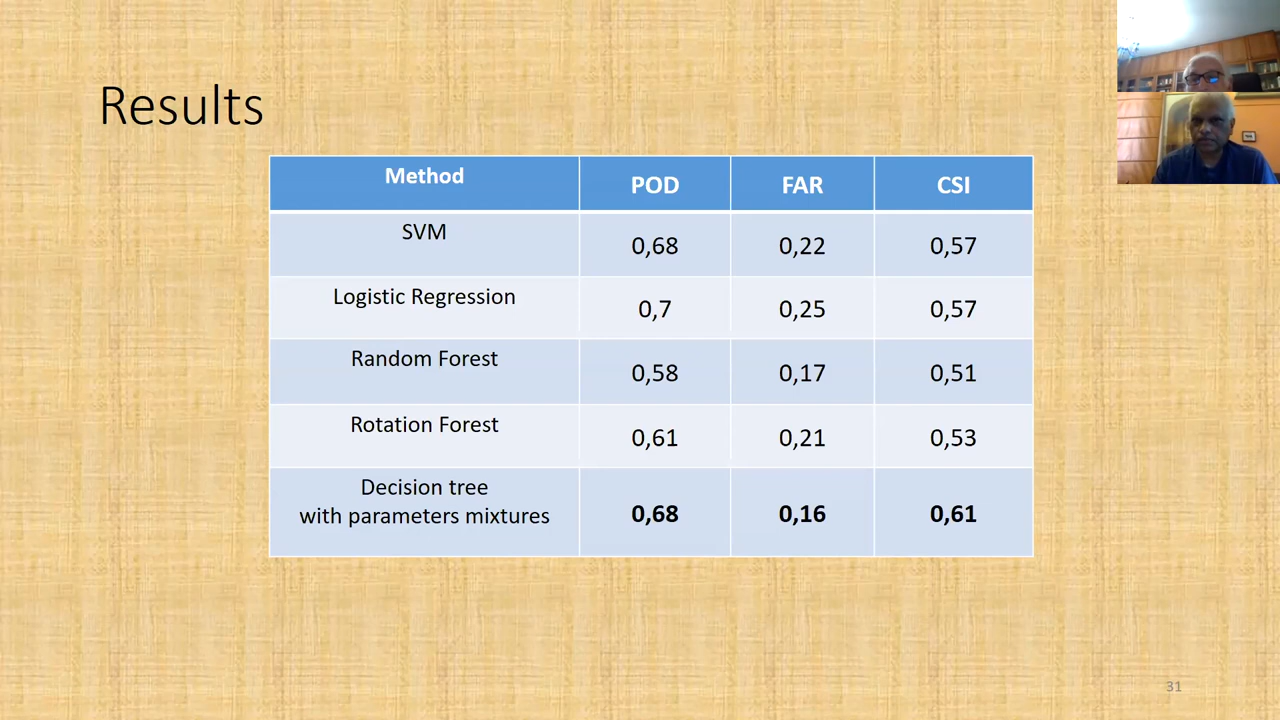 Results
Method POD FAR CSI
SVM 0,68 0,22 0,57
Logistic Regression 0,7 0,25 0,57
Random Forest 0,58 0,17 0,51
Rotation Forest 0,61 0,21 0,53
Decision tree
with parameters mixtures 0,68 0,16 0,61
31